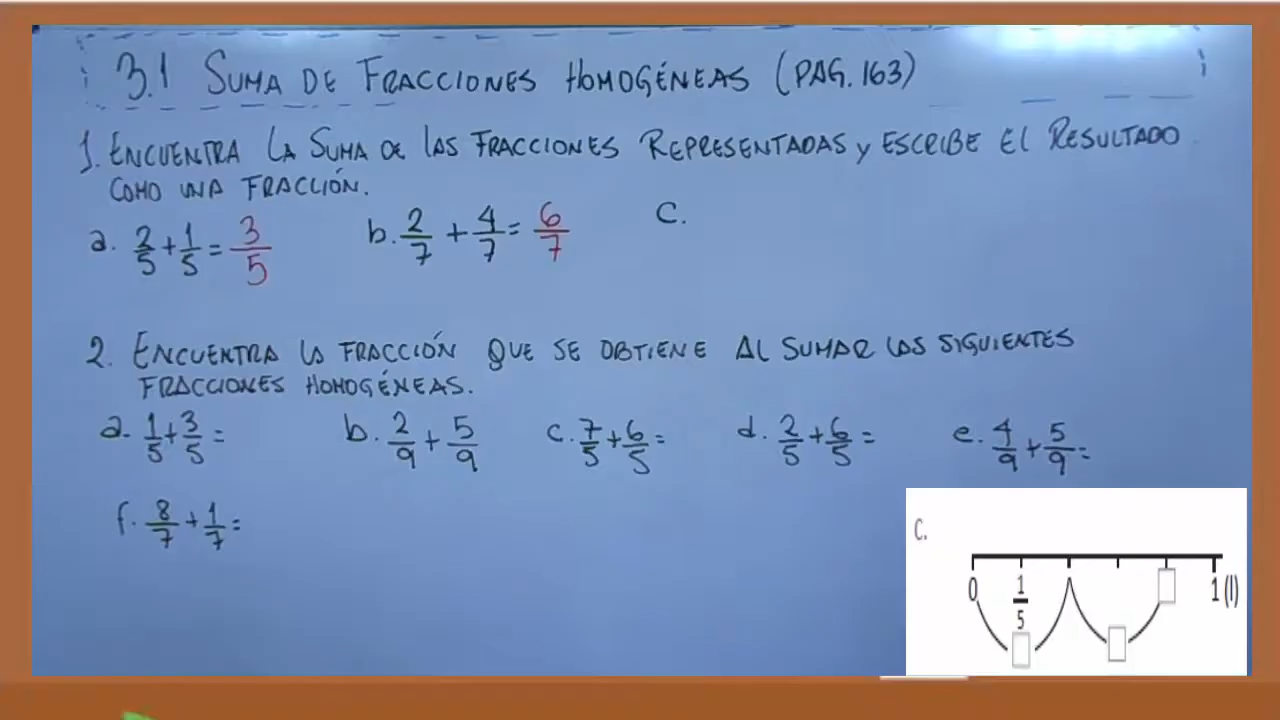 3.1 SUMA DE FRACCIONES HOMOGÉNEAS (PAG. 163)
1. ENCUENTRA LA SUMA DE LAS FRACCIONES REPRESENTADAS Y ESCRIBE EL RESULTADO
COMO UNA FRACCIÓN.
a. 2/5 + 1/5 = 3/5 b. 2/7 + 4/7 = 6/7 C.
2. ENCUENTRA LA FRACCIÓN QUE SE OBTIENE AL SUMAR LAS SIGUIENTES
FRACCIONES HOMOGÉNEAS.
a. 1/5 + 3/5 = b. 2/9 + 5/9 c. 7/5 + 6/5 = d. 2/5 + 6/5 = e. 4/9 + 5/9 =
f. 8/7 + 1/7 =
C.
0 1/5 1 (l)